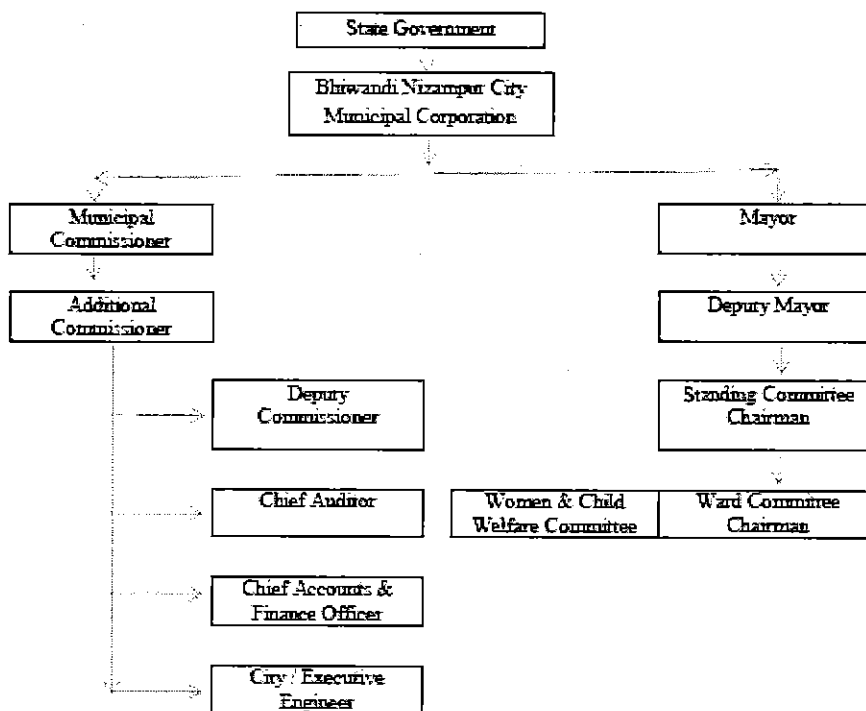 State Government
Bhiwandi Nizampur City
Municipal Corporation
Municipal
Commissioner
Mayor
Additional
Commissioner
Deputy Mayor
Deputy
Commissioner
Standing Committee
Chairman
Chief Auditor
Women & Child
Welfare Committee
Ward Committee
Chairman
Chief Accounts &
Finance Officer
City / Executive
Engineer